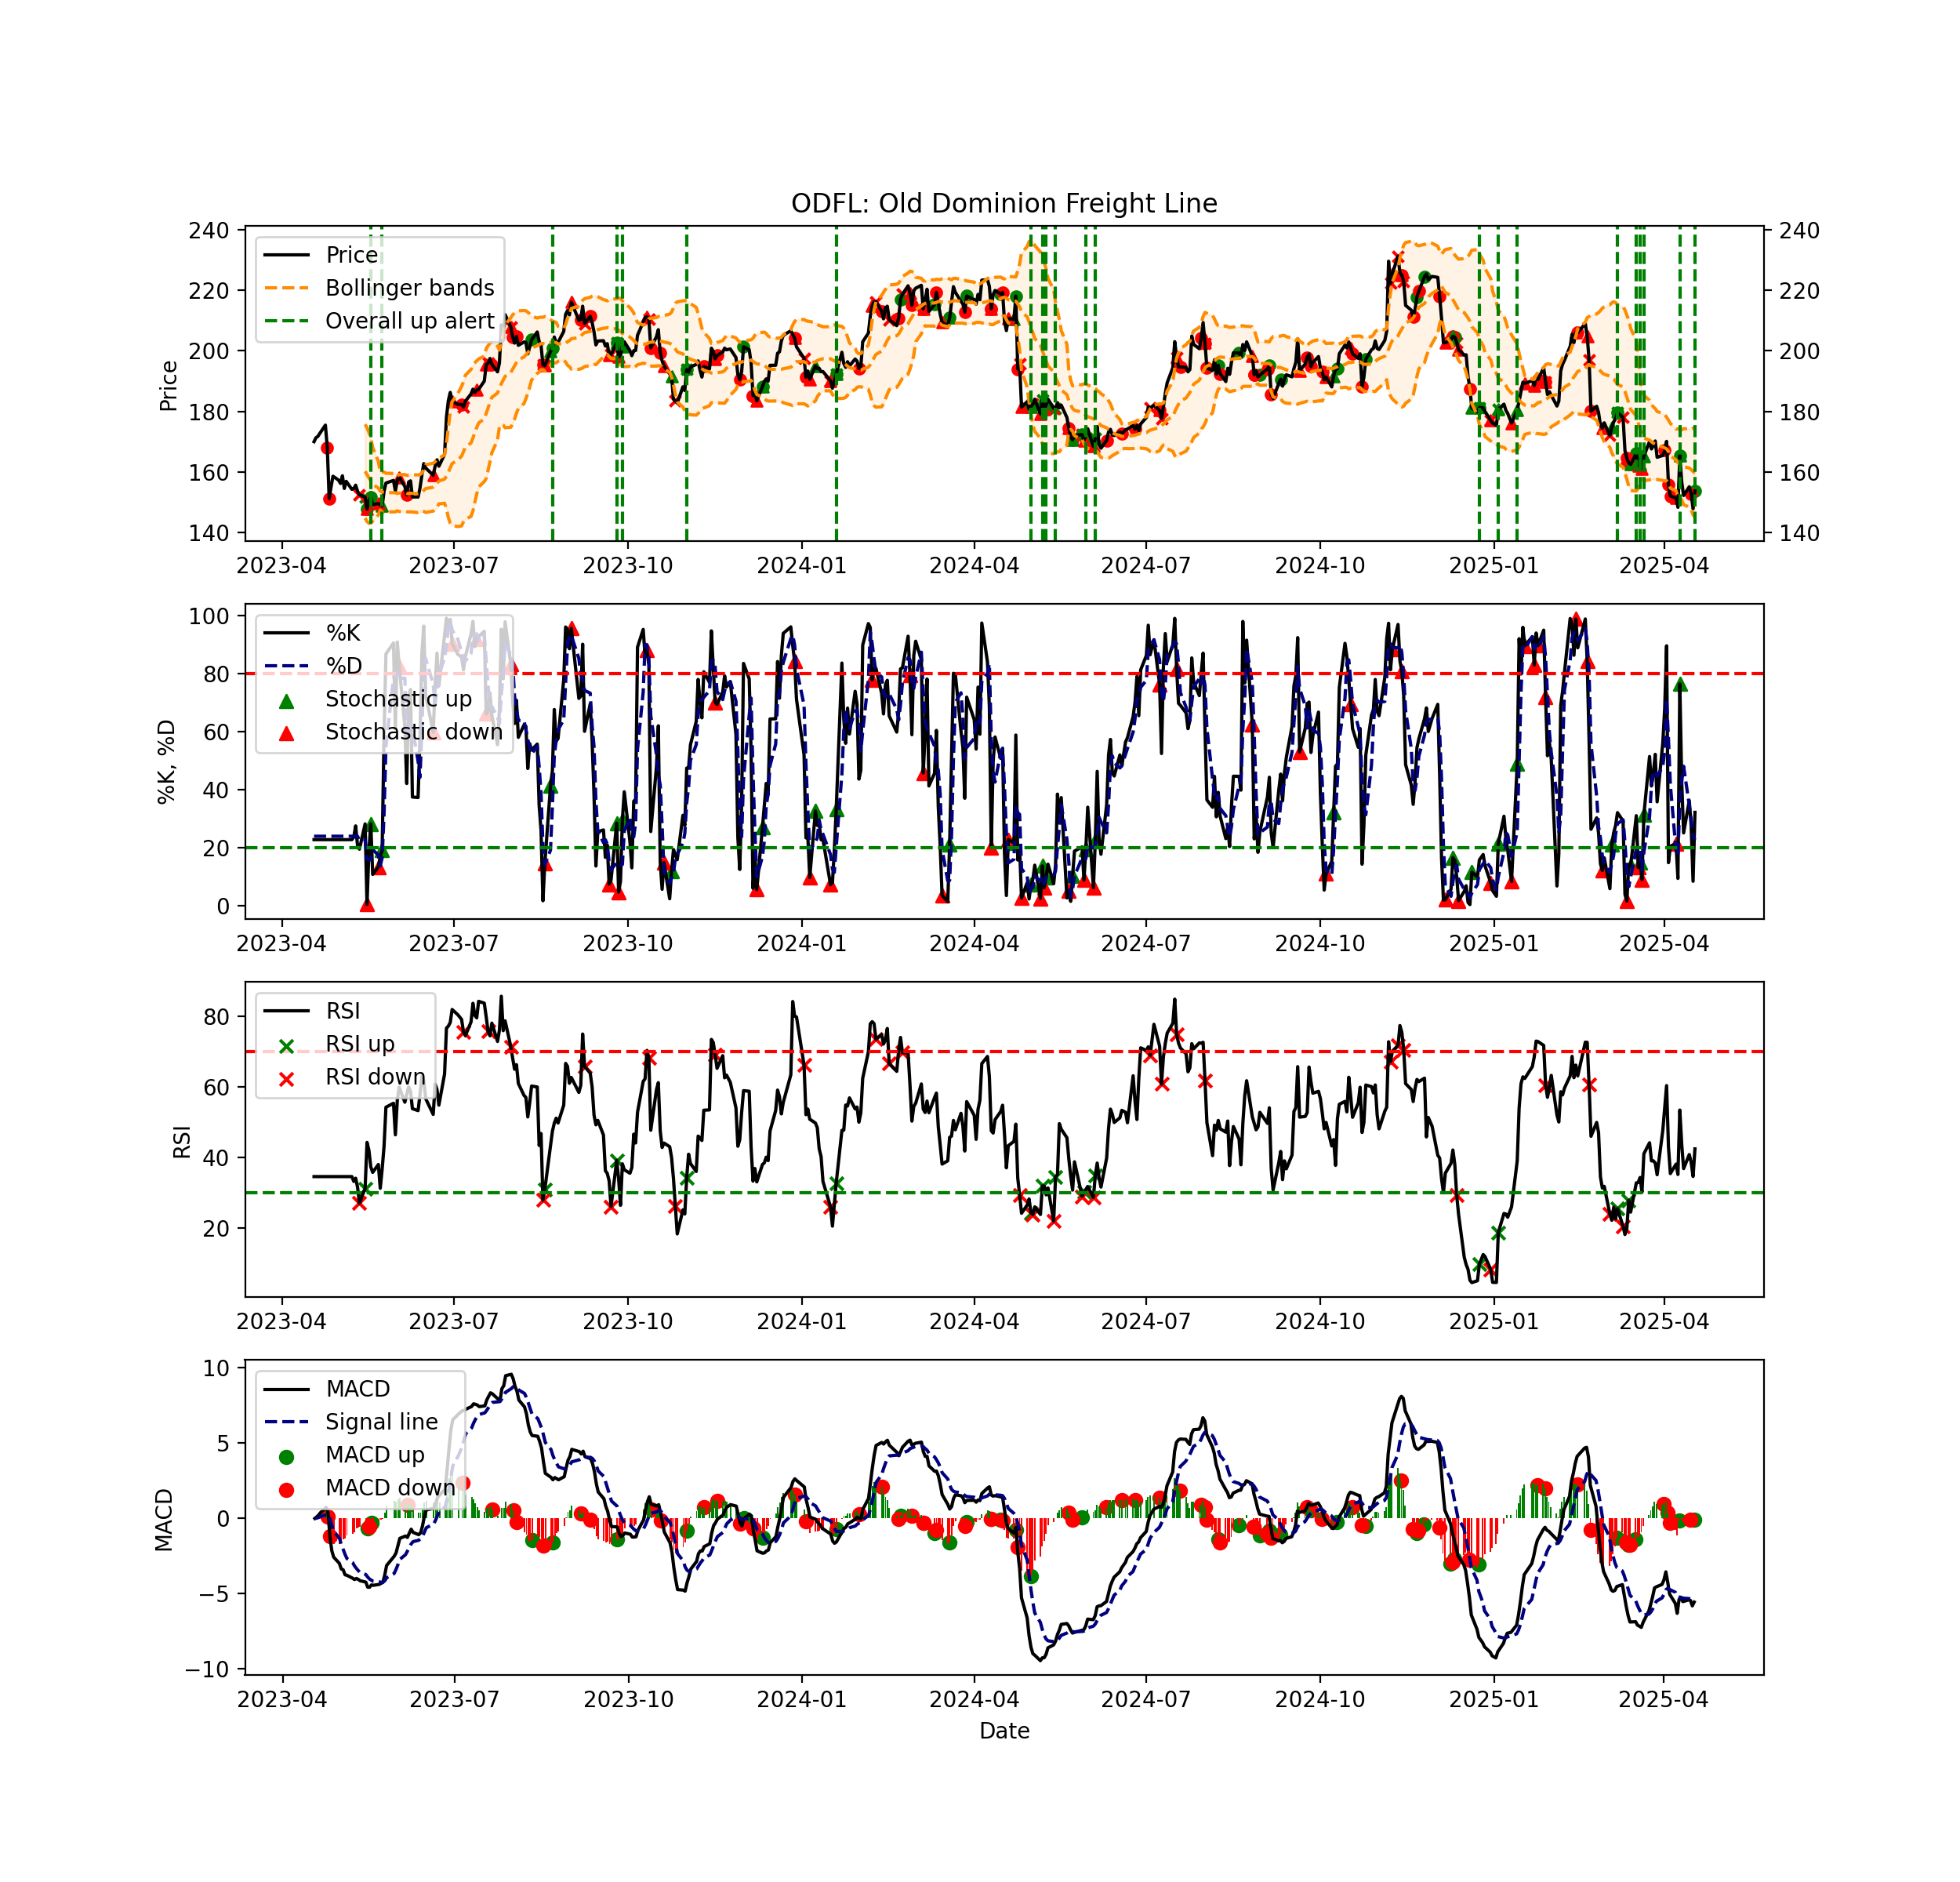 ODFL: Old Dominion Freight Line
Price
240
220
200
180
160
140
Price
Bollinger bands
Overall up alert
240
220
200
180
160
140
2023-04 2023-07 2023-10 2024-01 2024-04 2024-07 2024-10 2025-01 2025-04
%K, %D
100
80
60
40
20
0
%K
%D
Stochastic up
Stochastic down
2023-04 2023-07 2023-10 2024-01 2024-04 2024-07 2024-10 2025-01 2025-04
RSI
80
60
40
20
RSI
RSI up
RSI down
2023-04 2023-07 2023-10 2024-01 2024-04 2024-07 2024-10 2025-01 2025-04
MACD
10
5
0
−5
−10
MACD
Signal line
MACD up
MACD down
2023-04 2023-07 2023-10 2024-01 2024-04 2024-07 2024-10 2025-01 2025-04
Date